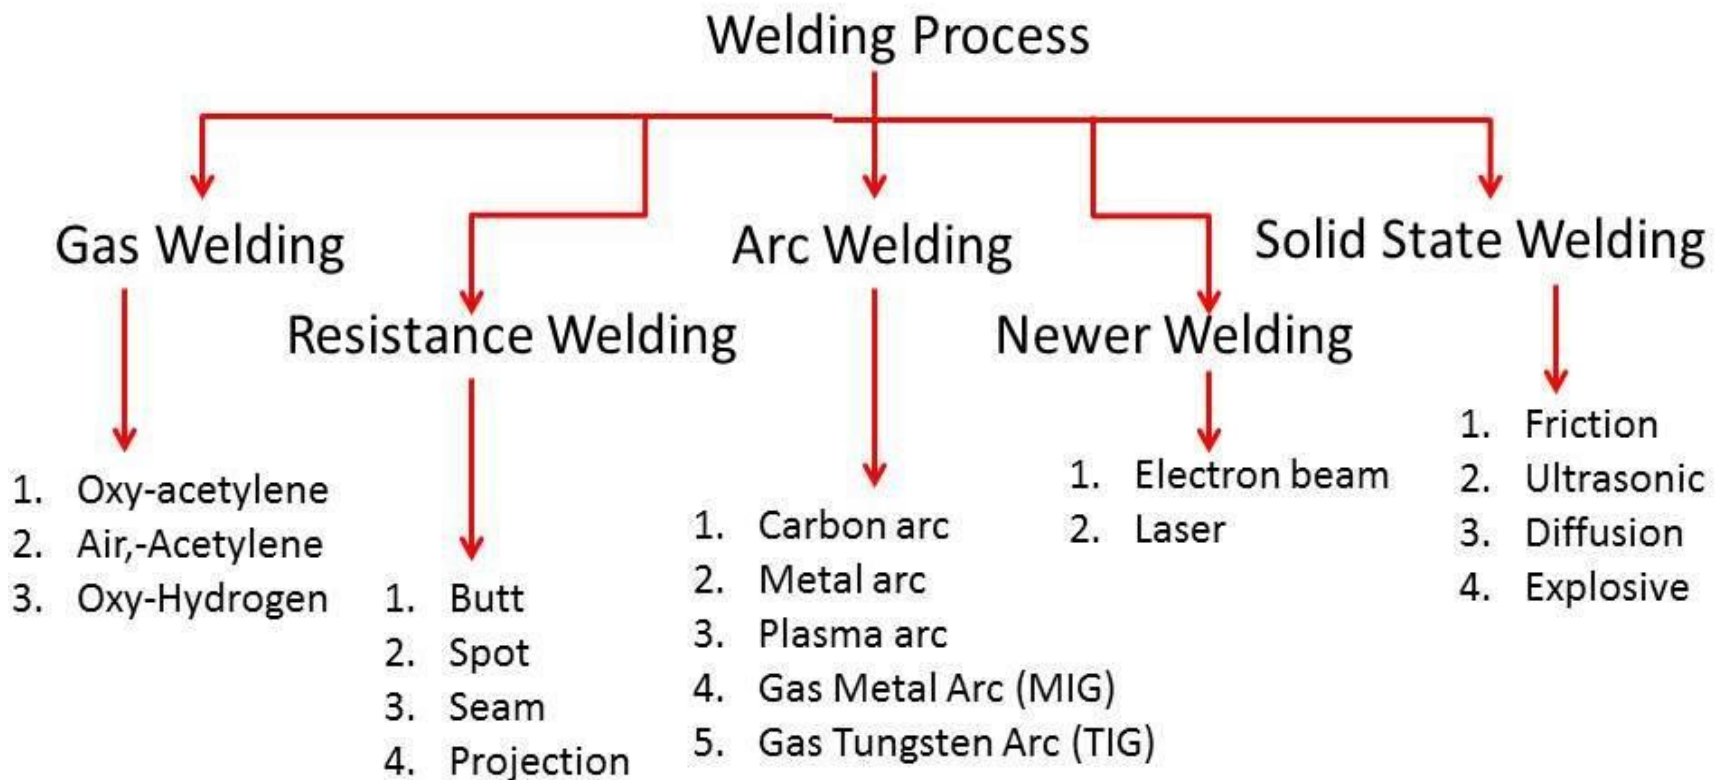 Welding Process
Gas Welding
1. Oxy-acetylene
2. Air,-Acetylene
3. Oxy-Hydrogen
Resistance Welding
1. Butt
2. Spot
3. Seam
4. Projection
Arc Welding
1. Carbon arc
2. Metal arc
3. Plasma arc
4. Gas Metal Arc (MIG)
5. Gas Tungsten Arc (TIG)
Newer Welding
1. Electron beam
2. Laser
Solid State Welding
1. Friction
2. Ultrasonic
3. Diffusion
4. Explosive